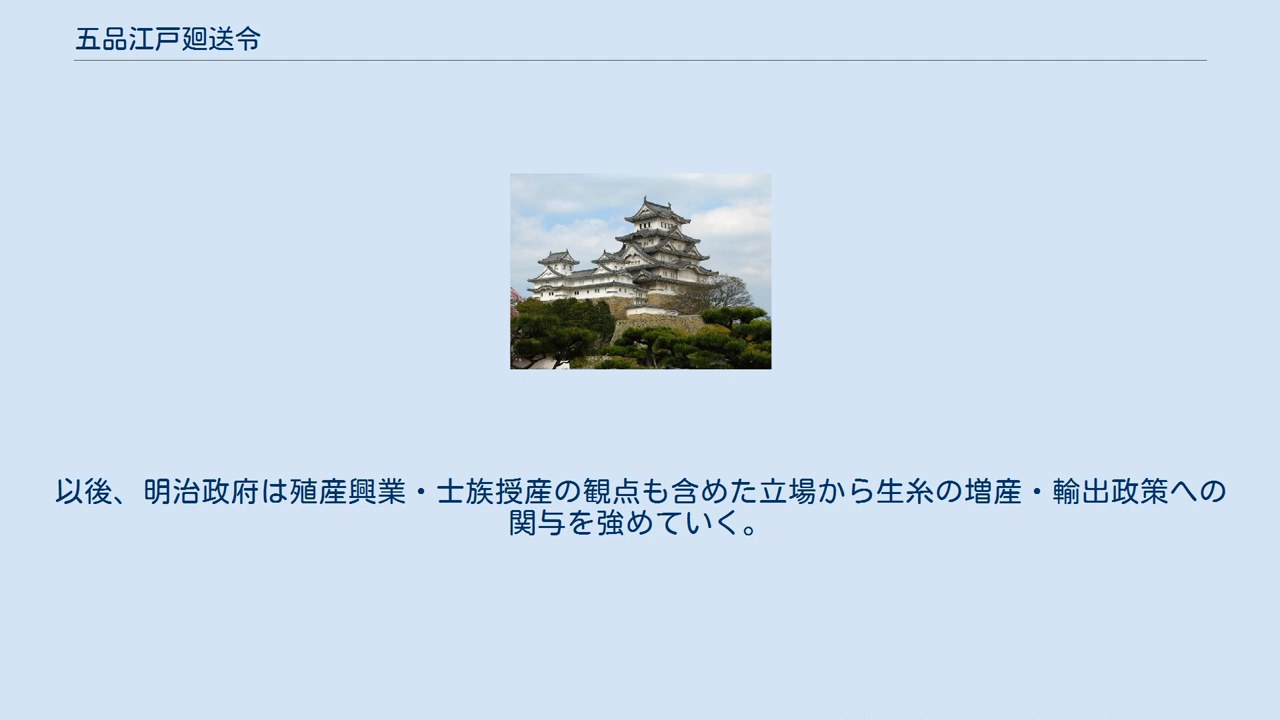 五品江戸廻送令
以後、明治政府は殖産興業・士族授産の観点も含めた立場から生糸の増産・輸出政策への
関与を強めていく。